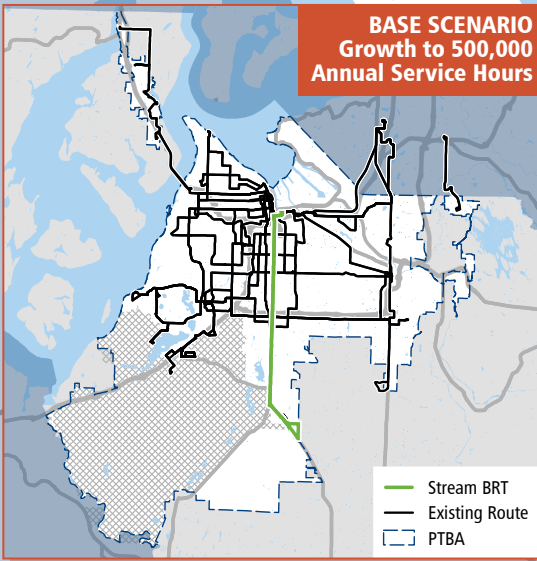 BASE SCENARIO
Growth to 500,000
Annual Service Hours
Stream BRT
Existing Route
PTBA